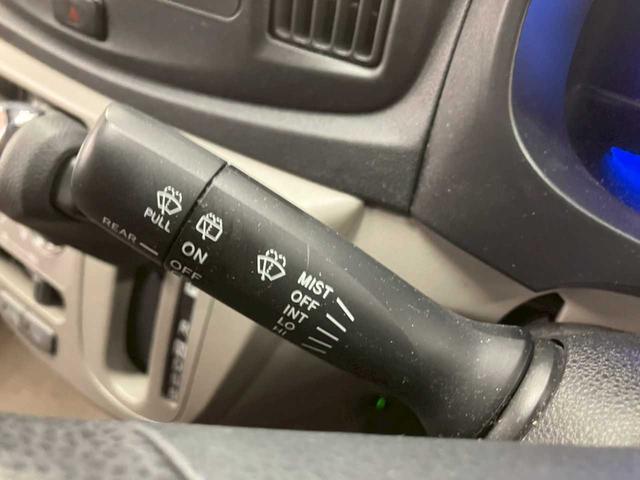 PULL
REAR
ON
OFF
MIST
OFF
INT
LO
HI